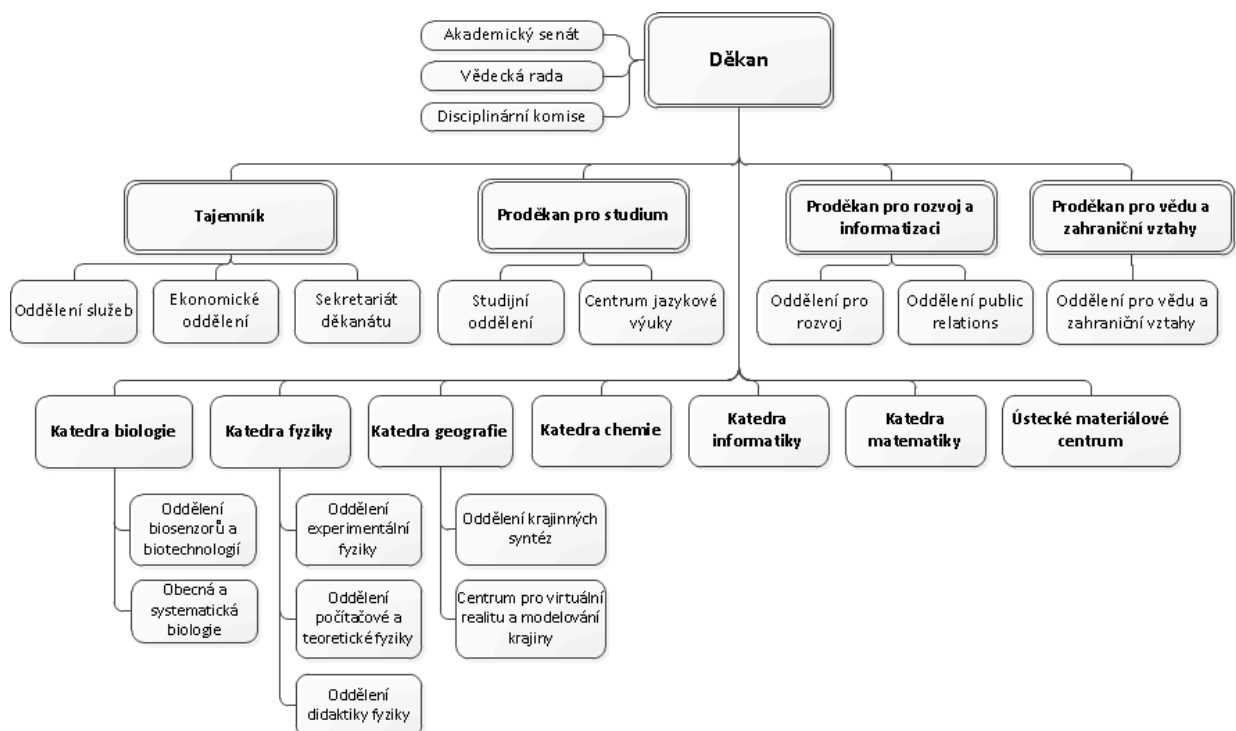 Akademický senát
Vědecká rada
Disciplinární komise
Děkan
Tajemník
Proděkan pro studium
Proděkan pro rozvoj a
informatizaci
Proděkan pro vědu a
zahraniční vztahy
Oddělení služeb
Ekonomické
oddělení
Sekretariát
děkanátu
Studijní
oddělení
Centrum jazykové
výuky
Oddělení pro
rozvoj
Oddělení public
relations
Oddělení pro vědu a
zahraniční vztahy
Katedra biologie
Katedra fyziky
Katedra geografie
Katedra chemie
Katedra
informatiky
Katedra
matematiky
Ústecké materiálové
centrum
Oddělení
biosenzorů a
biotechnologií
Obecná a
systematická
biologie
Oddělení
experimentální
fyziky
Oddělení
počítačové a
teoretické fyziky
Oddělení
didaktiky fyziky
Oddělení krajinných
syntéz
Centrum pro virtuální
realitu a modelování
krajiny